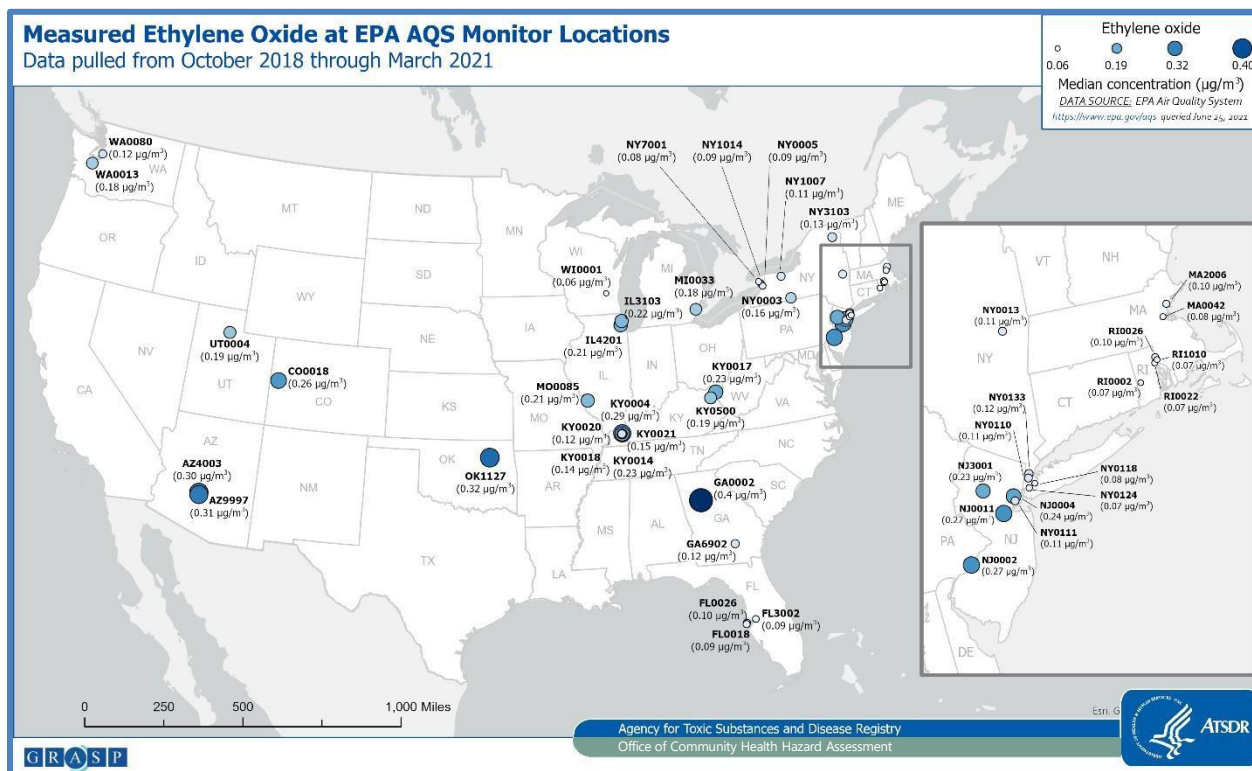 Measured Ethylene Oxide at EPA AQS Monitor Locations
Data pulled from October 2018 through March 2021
Ethylene oxide
0.06
0.19
0.32
0.40
Median concentration (µg/m³)
DATA SOURCE: EPA Air Quality System
https://www.epa.gov/aqs queried June 25, 2021
WA0080
(0.12 µg/m³)
WA
WA0013
(0.18 µg/m³)
OR
ID
MT
ND
SD
WY
NE
NV
CA
UT
CO
KS
AZ
NM
OK
TX
MN
IA
WI
MI
IL
IN
OH
MO
KY
WV
VA
TN
NC
SC
AR
MS
AL
GA
LA
FL
PA
MD
NY
ME
MA
CT
UT0004
(0.19 µg/m³)
CO0018
(0.26 µg/m³)
AZ4003
(0.30 µg/m³)
AZ9997
(0.31 µg/m³)
OK1127
(0.32 µg/m³)
WI0001
(0.06 µg/m³)
IL3103
(0.22 µg/m³)
IL4201
(0.21 µg/m³)
MI0033
(0.18 µg/m³)
MO0085
(0.21 µg/m³)
KY0004
(0.29 µg/m³)
KY0020
(0.12 µg/m³)
KY0021
(0.15 µg/m³)
KY0018
(0.14 µg/m³)
KY0014
(0.23 µg/m³)
KY0017
(0.23 µg/m³)
KY0500
(0.19 µg/m³)
GA0002
(0.4 µg/m³)
GA6902
(0.12 µg/m³)
FL0026
(0.10 µg/m³)
FL3002
(0.09 µg/m³)
FL0018
(0.09 µg/m³)
NY7001
(0.08 µg/m³)
NY1014
(0.09 µg/m³)
NY0005
(0.09 µg/m³)
NY1007
(0.11 µg/m³)
NY3103
(0.13 µg/m³)
NY0003
(0.16 µg/m³)
VT
NH
MA
NY
CT
RI
PA
NJ
DE
MA2006
(0.10 µg/m³)
MA0042
(0.08 µg/m³)
NY0013
(0.11 µg/m³)
RI0026
(0.10 µg/m³)
RI1010
(0.07 µg/m³)
RI0002
(0.07 µg/m³)
RI0022
(0.07 µg/m³)
NY0133
(0.12 µg/m³)
NY0110
(0.11 µg/m³)
NJ3001
(0.23 µg/m³)
NY0118
(0.08 µg/m³)
NY0124
(0.07 µg/m³)
NJ0011
(0.27 µg/m³)
NJ0004
(0.24 µg/m³)
NY0111
(0.11 µg/m³)
NJ0002
(0.27 µg/m³)
0 250 500 1,000 Miles
Esri, G
Agency for Toxic Substances and Disease Registry
Office of Community Health Hazard Assessment
ATSDR
GRASP